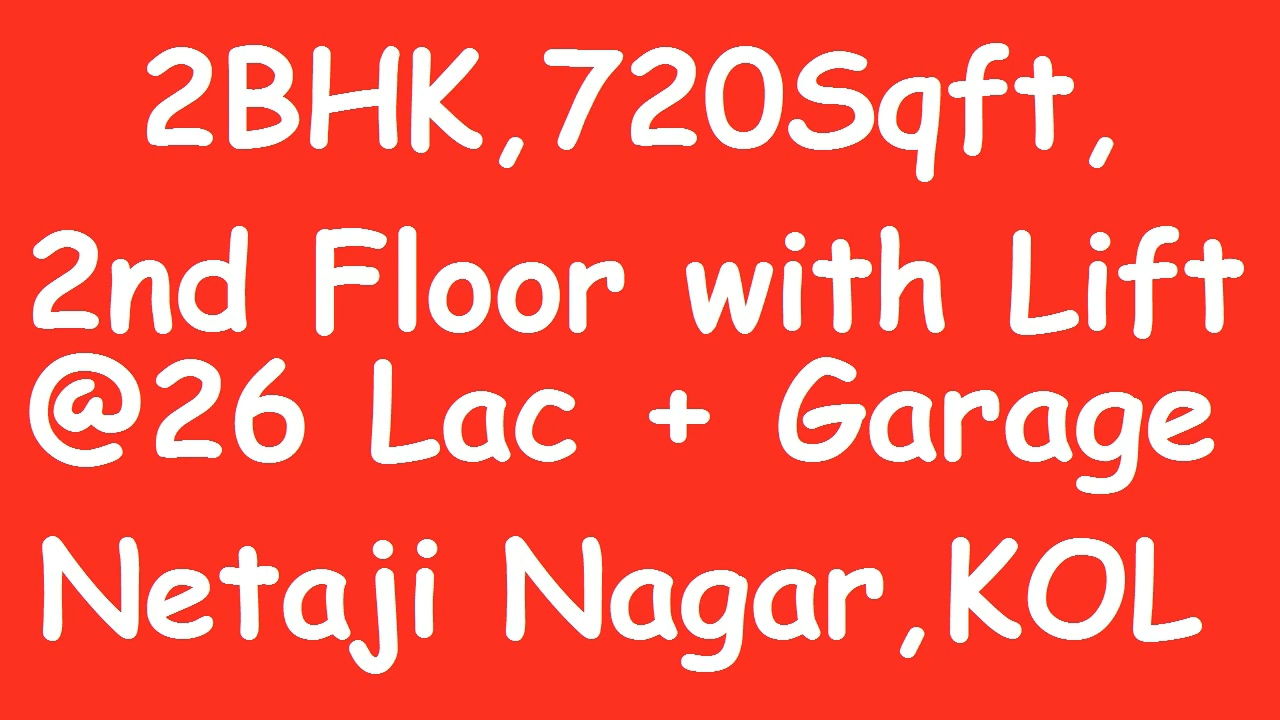 2BHK,720Sqft,
2nd Floor with Lift
@26 Lac + Garage
Netaji Nagar,KOL